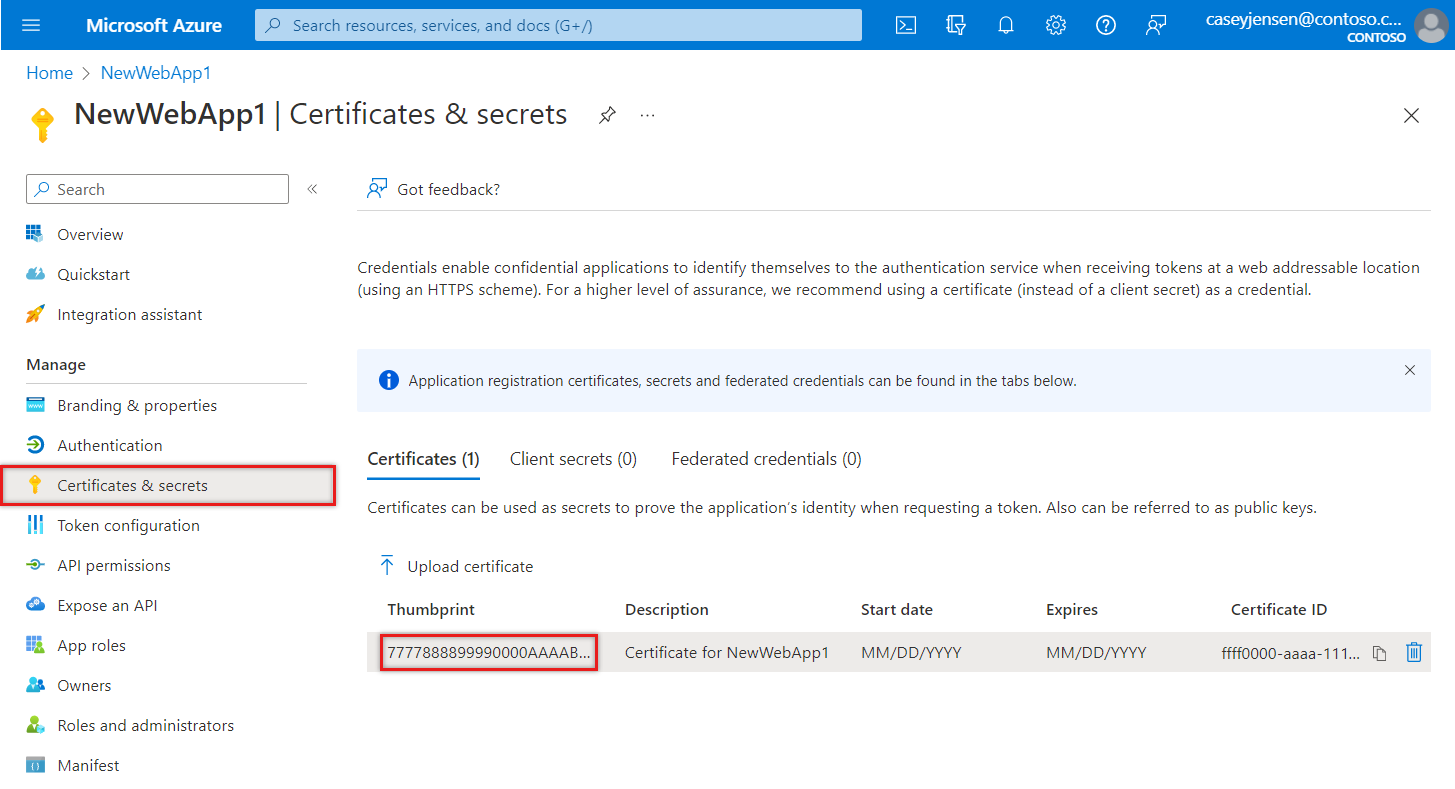 Microsoft Azure
Search resources, services, and docs (G+/)
caseyjensen@contoso.c...
CONTOSO
Home > NewWebApp1
NewWebApp1 | Certificates & secrets
...
Search
«
Got feedback?
Overview
Quickstart
Integration assistant
Manage
Branding & properties
Authentication
Certificates & secrets
Token configuration
API permissions
Expose an API
App roles
Owners
Roles and administrators
Manifest
Credentials enable confidential applications to identify themselves to the authentication service when receiving tokens at a web addressable location
(using an HTTPS scheme). For a higher level of assurance, we recommend using a certificate (instead of a client secret) as a credential.
Application registration certificates, secrets and federated credentials can be found in the tabs below.
Certificates (1) Client secrets (0) Federated credentials (0)
Certificates can be used as secrets to prove the application's identity when requesting a token. Also can be referred to as public keys.
Upload certificate
Thumbprint Description Start date Expires Certificate ID
7777888899990000AAAAB... Certificate for NewWebApp1 MM/DD/YYYY MM/DD/YYYY ffff0000-aaaa-111...